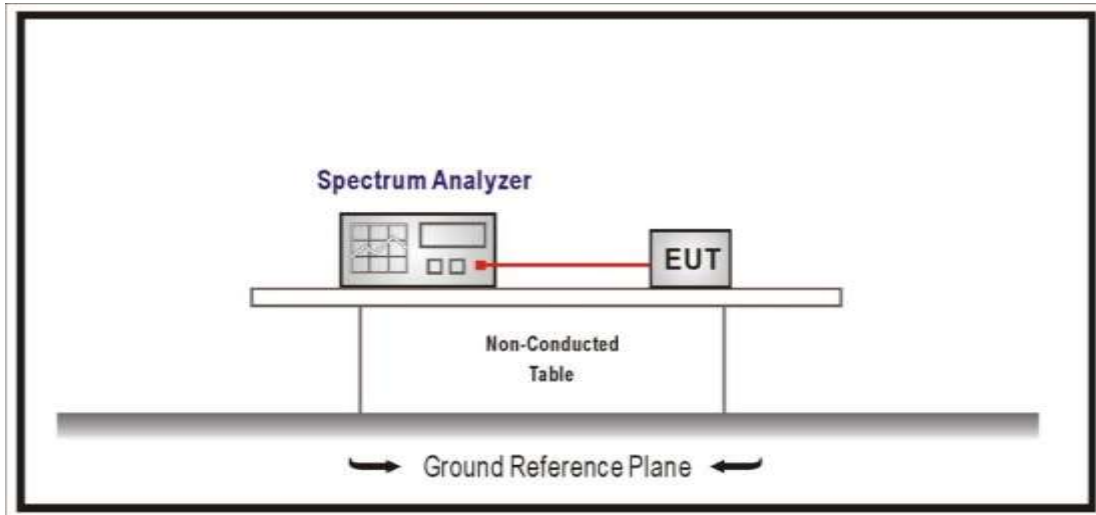 Spectrum Analyzer
EUT
Non-Conducted
Table
Ground Reference Plane